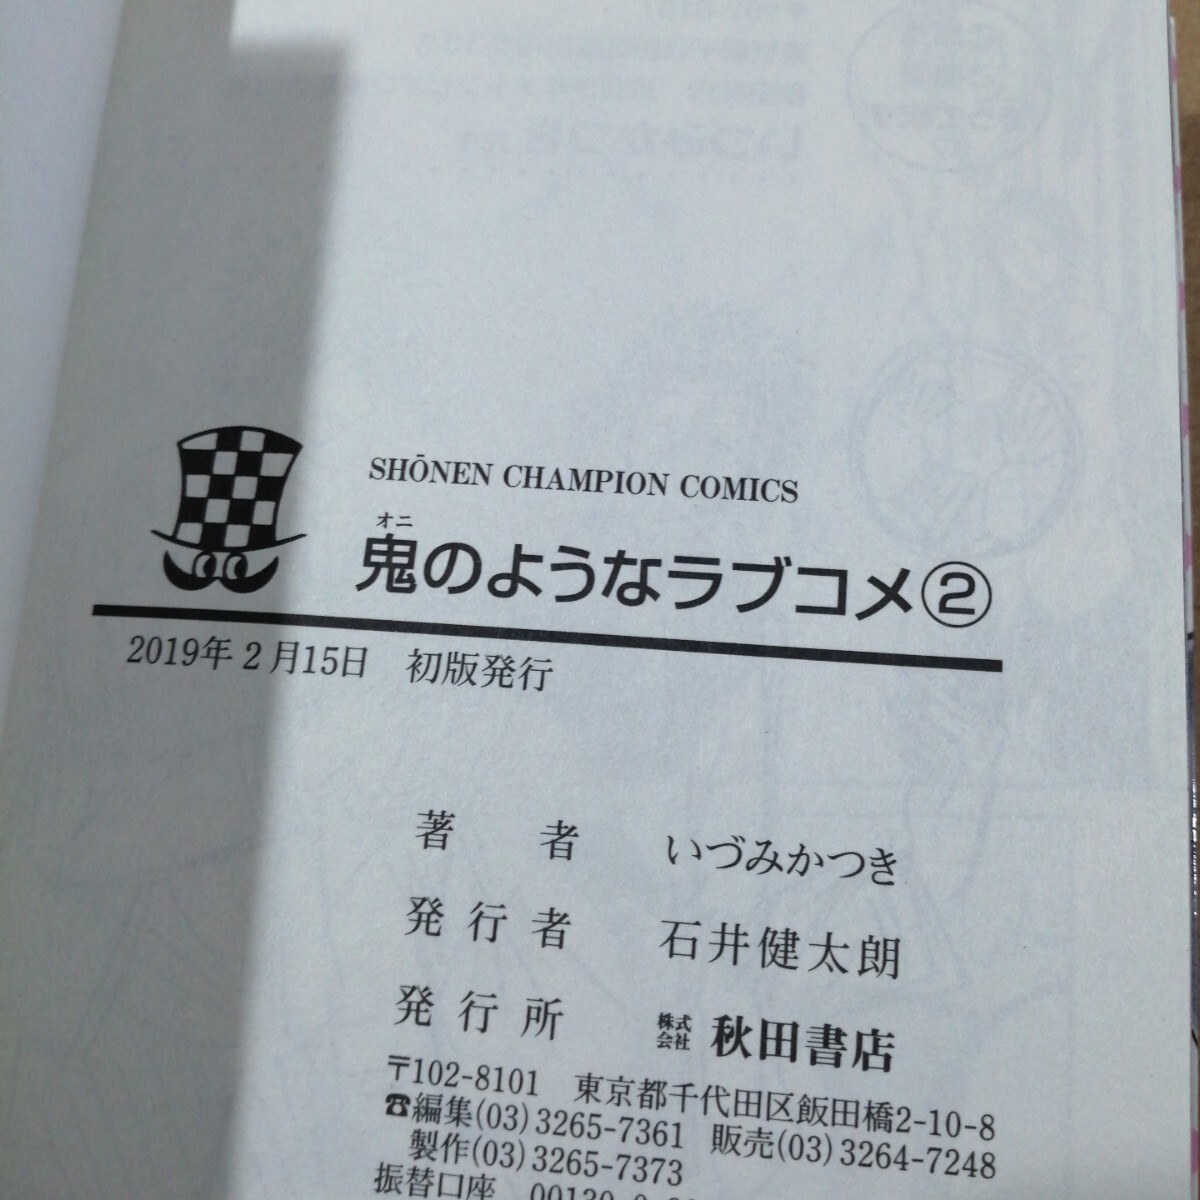 SHŌNEN CHAMPION COMICS
オニ
鬼のようなラブコメ②
2019年2月15日 初版発行
著者 いづみかつき
発行者 石井健太朗
発行所 株式会社 秋田書店
〒102-8101 東京都千代田区飯田橋2-10-8
☎編集(03)3265-7361 販売(03)3264-7248
製作(03)3265-7373
振替口座